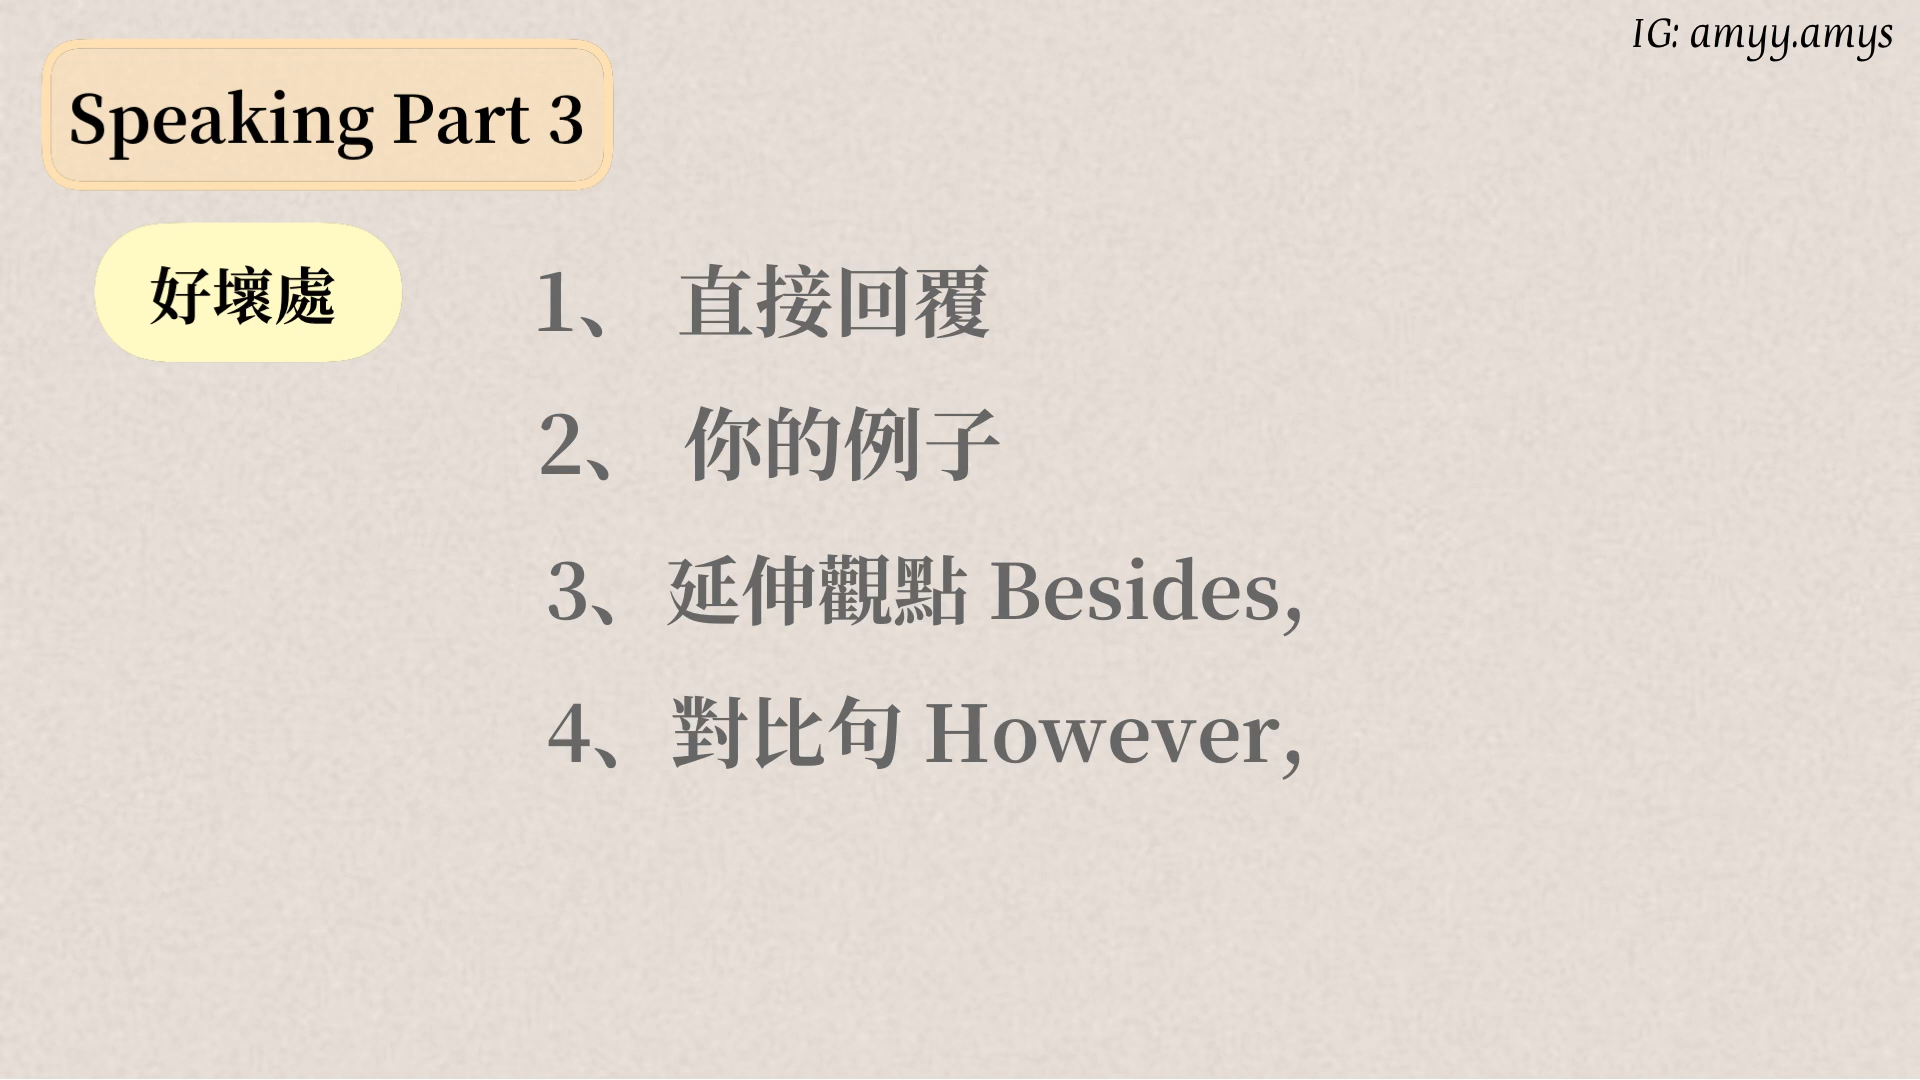 IG: amyy.amys
Speaking Part 3
好壞處
1、 直接回覆
2、 你的例子
3、延伸觀點 Besides,
4、對比句 However,